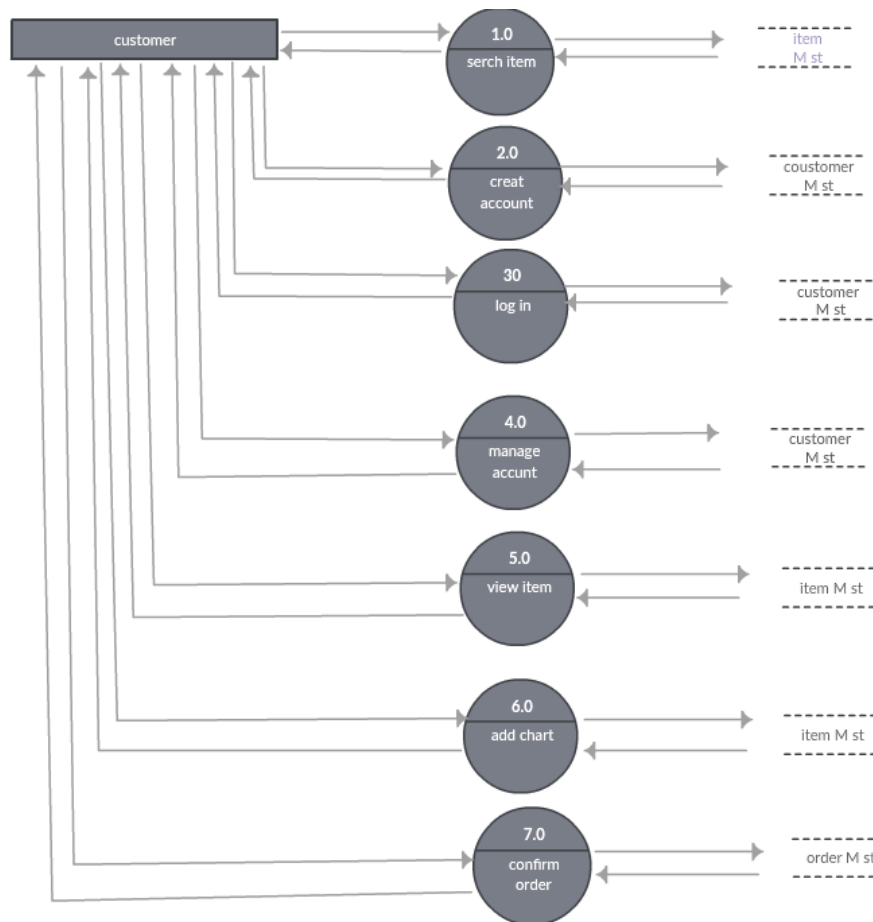 customer
1.0
serch item
item
M st
2.0
creat
account
coustomer
M st
30
log in
customer
M st
4.0
manage
accunt
customer
M st
5.0
view item
item M st
6.0
add chart
item M st
7.0
confirm
order
order M st